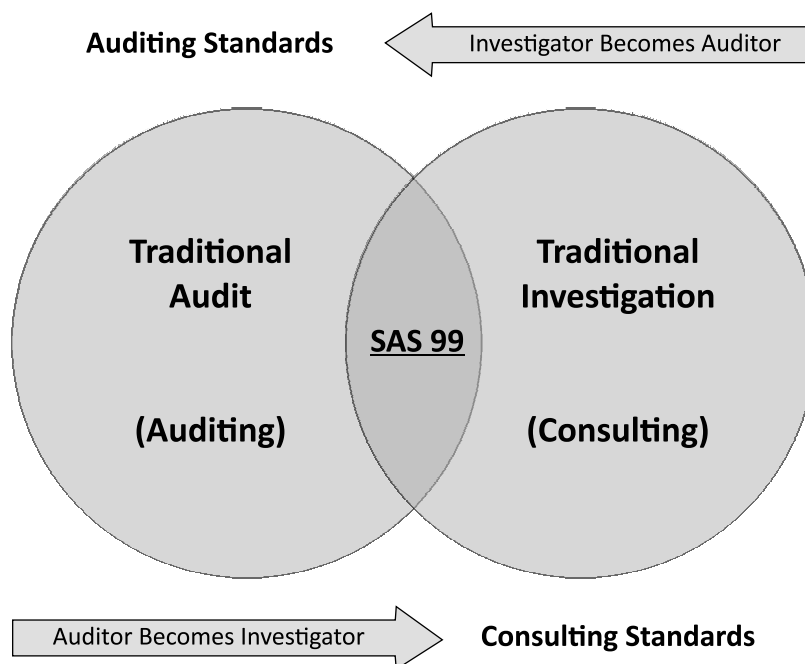 Auditing Standards
Investigator Becomes Auditor
Traditional
Audit
(Auditing)
SAS 99
Traditional
Investigation
(Consulting)
Auditor Becomes Investigator
Consulting Standards